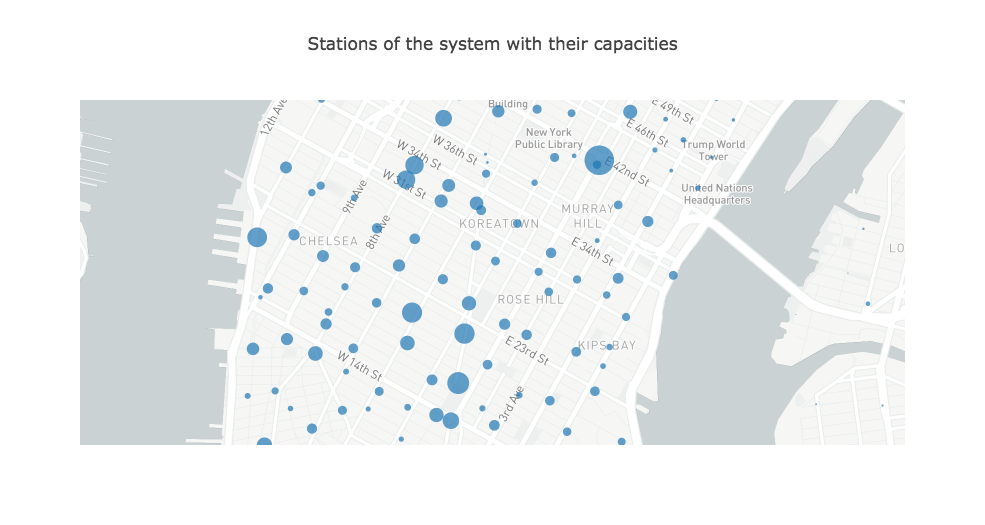 Stations of the system with their capacities
Building
E 49th St
12th Ave
New York
Public Library
E 46th St
W 36th St
W 34th St
Trump World
Tower
E 42nd St
W 31st St
United Nations
Headquarters
9th Ave
MURRAY
HILL
KOREATOWN
8th Ave
CHELSEA
E 34th St
LO
ROSE HILL
E 23rd St
KIPS BAY
W 14th St
3rd Ave